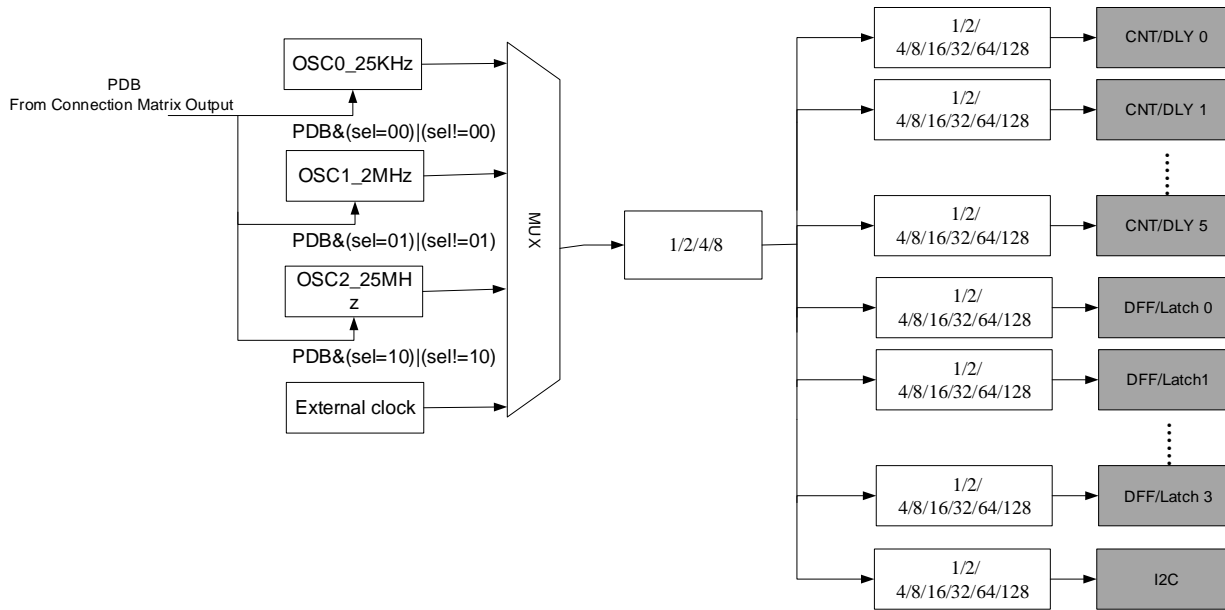 PDB
From Connection Matrix Output
OSC0_25KHz
PDB&(sel=00)|(sel!=00)
OSC1_2MHz
PDB&(sel=01)|(sel!=01)
OSC2_25MH
z
PDB&(sel=10)|(sel!=10)
External clock
MUX
1/2/4/8
1/2/
4/8/16/32/64/128
CNT/DLY 0
1/2/
4/8/16/32/64/128
CNT/DLY 1
1/2/
4/8/16/32/64/128
CNT/DLY 5
1/2/
4/8/16/32/64/128
DFF/Latch 0
1/2/
4/8/16/32/64/128
DFF/Latch1
1/2/
4/8/16/32/64/128
DFF/Latch 3
1/2/
4/8/16/32/64/128
I2C